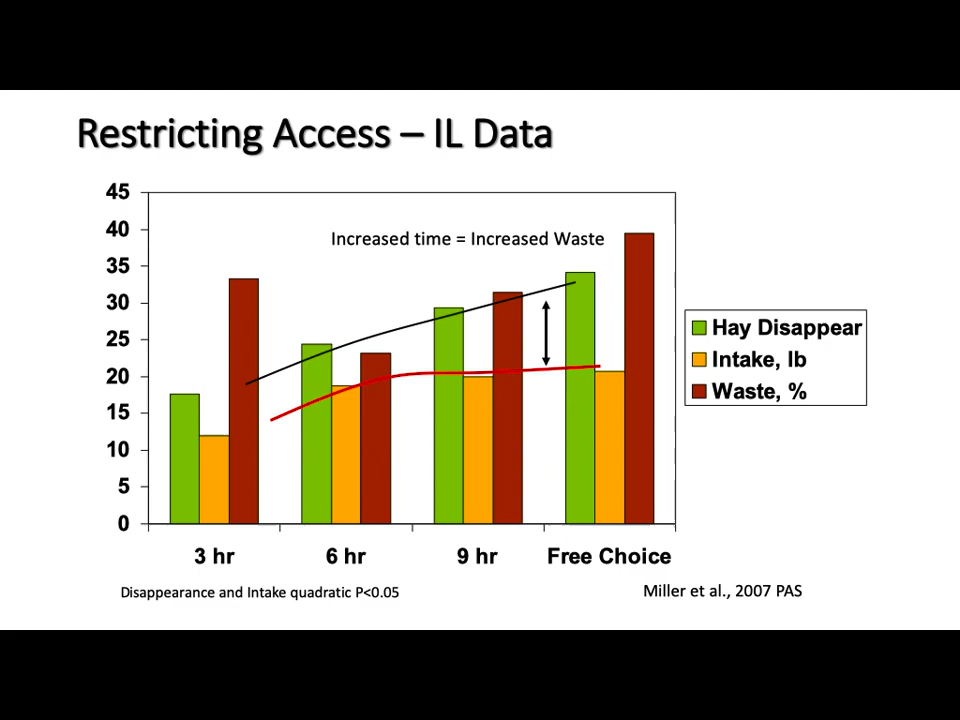 Restricting Access – IL Data
45
40
35
30
25
20
15
10
5
0
Increased time = Increased Waste
Hay Disappear
Intake, lb
Waste, %
3 hr 6 hr 9 hr Free Choice
Disappearance and Intake quadratic P<0.05
Miller et al., 2007 PAS